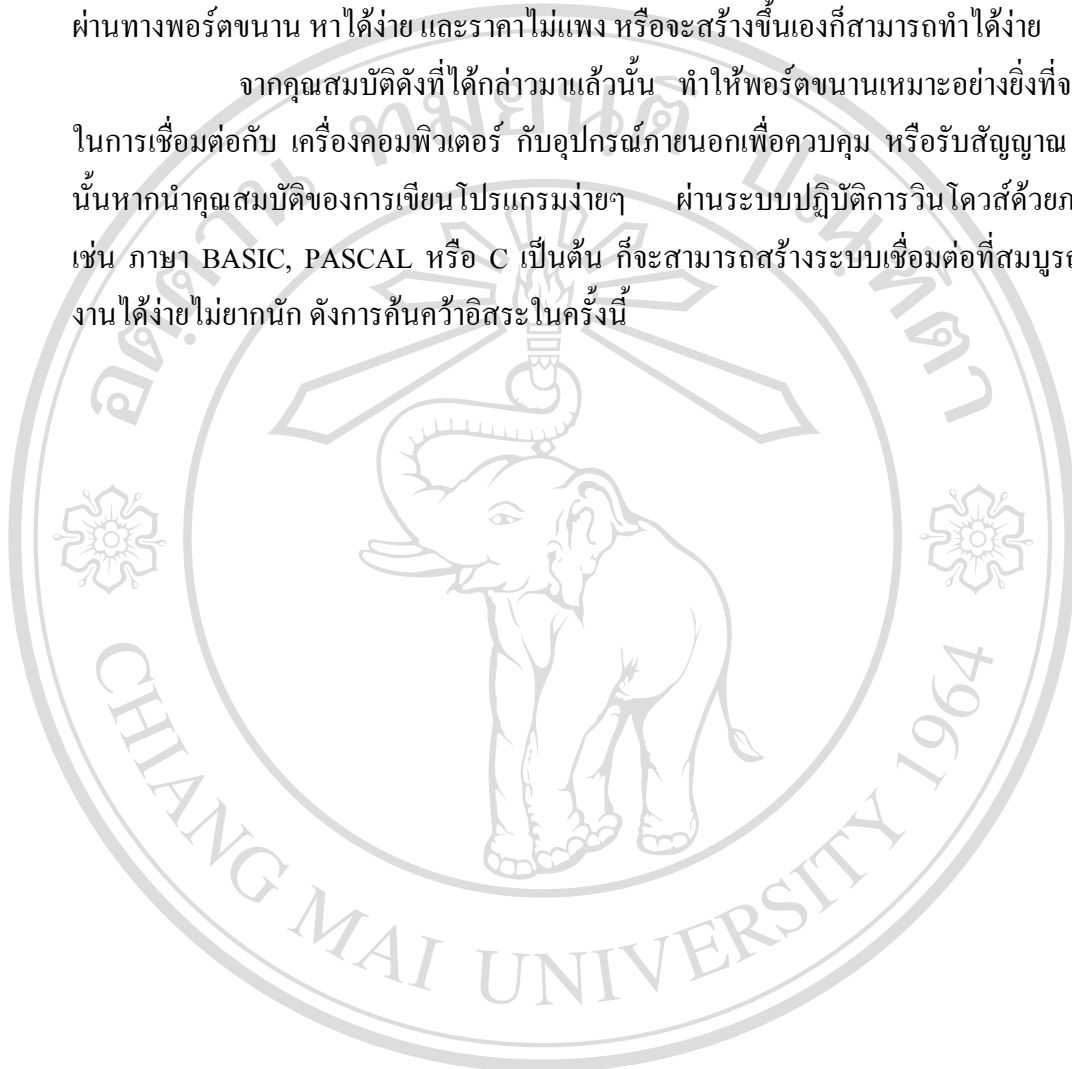 ผ่านทางพอร์ตขนาน หาได้ง่าย และราคาไม่แพง หรือจะสร้างขึ้นเองก็สามารถทำได้ง่าย
จากคุณสมบัติดังที่ได้กล่าวมาแล้วนั้น ทำให้พอร์ตขนานเหมาะอย่างยิ่งที่จ
ในการเชื่อมต่อกับ เครื่องคอมพิวเตอร์ กับอุปกรณ์ภายนอกเพื่อควบคุม หรือรับสัญญาณ
นั้นหากนำคุณสมบัติของการเขียนโปรแกรมง่ายๆ ผ่านระบบปฏิบัติการวินโดวส์ด้วยภ
เช่น ภาษา BASIC, PASCAL หรือ C เป็นต้น ก็จะสามารถสร้างระบบเชื่อมต่อที่สมบูรณ
งานได้ง่ายไม่ยากนัก ดังการค้นคว้าอิสระในครั้งนี้
อตฺตานํ ทมยนฺติ ปณฺฑิตา
CHIANG MAI UNIVERSITY 1964